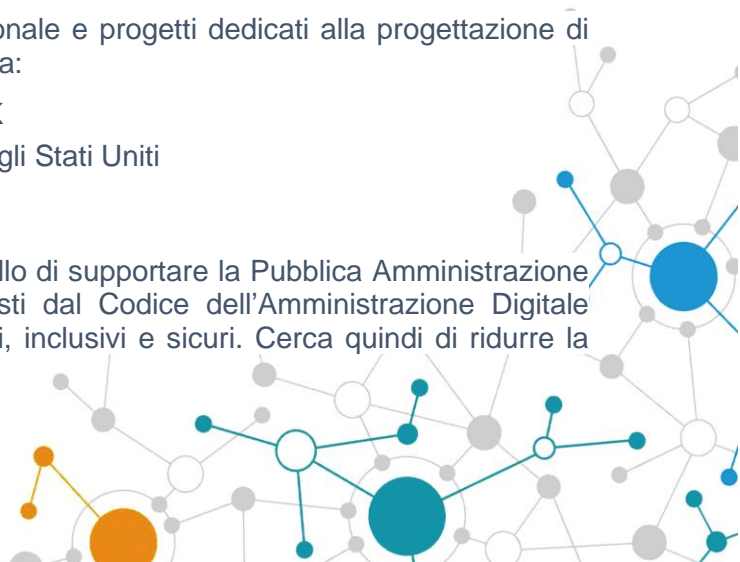 onale e progetti dedicati alla progettazione di
a:
K
gli Stati Uniti
llo di supportare la Pubblica Amministrazione
sti dal Codice dell'Amministrazione Digitale
i, inclusivi e sicuri. Cerca quindi di ridurre la